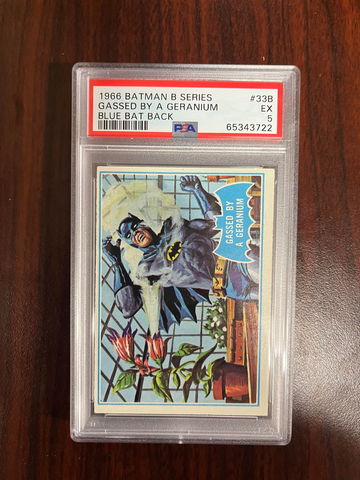 1966 BATMAN B SERIES #33B
GASSED BY A GERANIUM EX
BLUE BAT BACK 5
PSA 65343722
GASSED BY
A GERANIUM